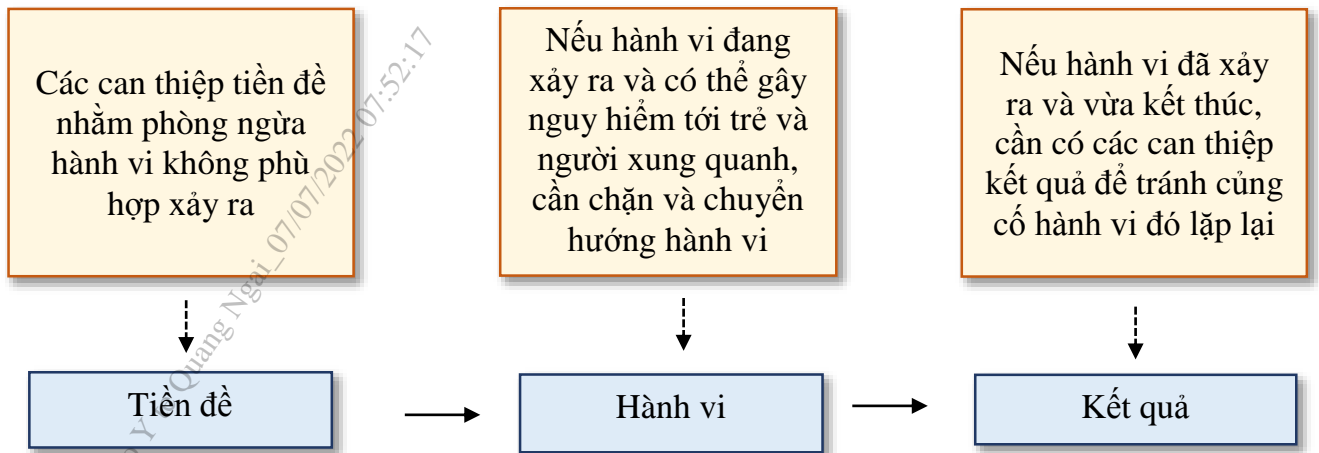 Các can thiệp tiền đề
nhằm phòng ngừa
hành vi không phù
hợp xảy ra
Nếu hành vi đang
xảy ra và có thể gây
nguy hiểm tới trẻ và
người xung quanh,
cần chặn và chuyển
hướng hành vi
Nếu hành vi đã xảy
ra và vừa kết thúc,
cần có các can thiệp
kết quả để tránh củng
cố hành vi đó lặp lại
Tiền đề
Hành vi
Kết quả
Y Quang Ngai_07/07/2022 07:52:17